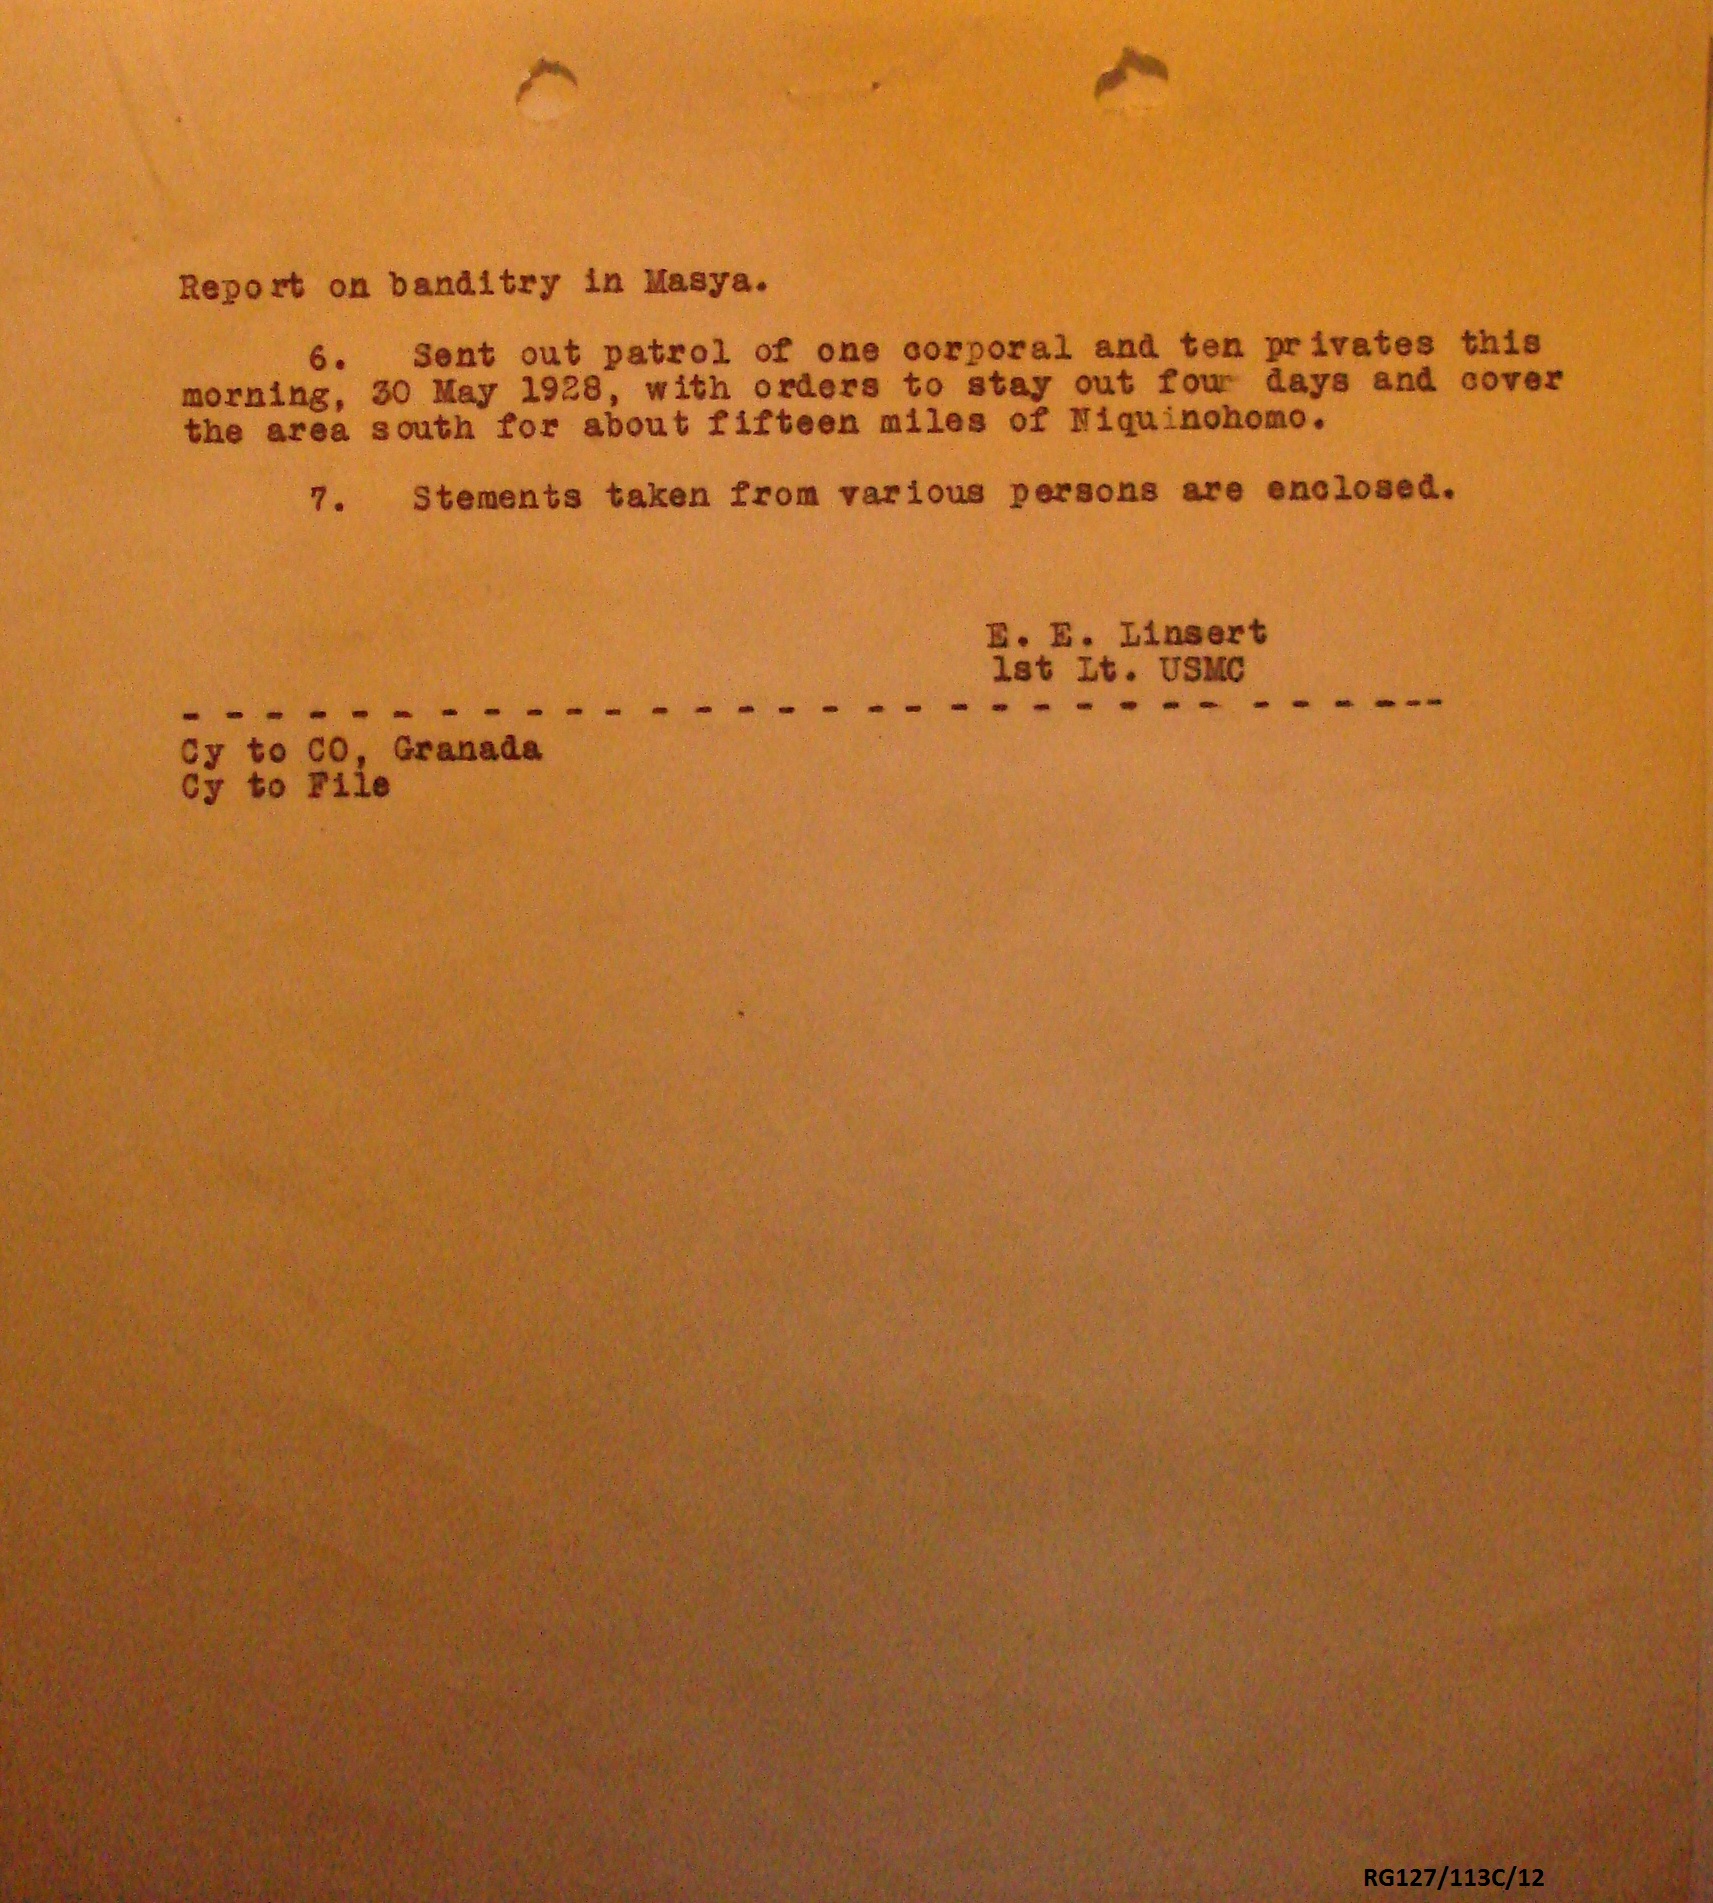 Report on banditry in Masya.
6. Sent out patrol of one corporal and ten privates this
morning, 30 May 1928, with orders to stay out four days and cover
the area south for about fifteen miles of Niquinohomo.
7. Stements taken from various persons are enclosed.
E. E. Linsert
1st Lt. USMC
- - - - - - - - - - - - - - - - - - - - - - - - - - - - ---
Cy to CO, Granada
Cy to File
RG127/113C/12